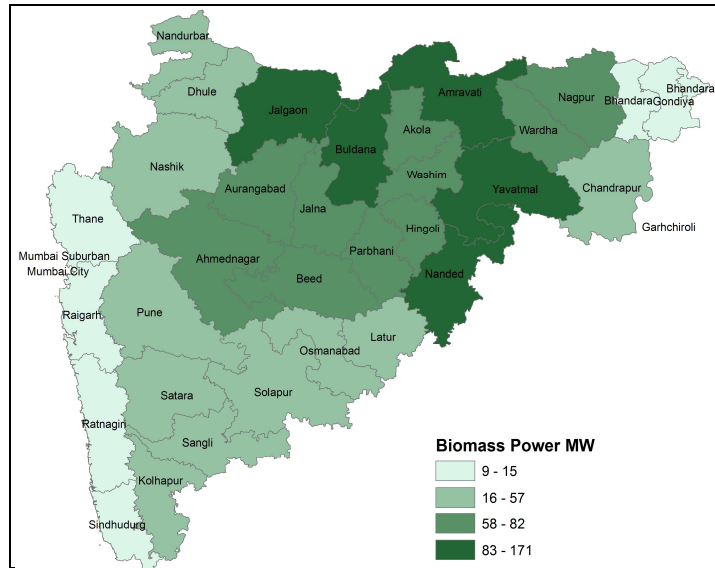 Nandurbar
Dhule
Jalgaon
Amravati
Nagpur
Bhandara
Bhandara
Gondiya
Buldana
Akola
Wardha
Nashik
Washim
Aurangabad
Yavatmal
Chandrapur
Thane
Jalna
Hingoli
Garhchiroli
Mumbai Suburban
Mumbai City
Ahmednagar
Parbhani
Beed
Nanded
Raigarh
Pune
Latur
Osmanabad
Satara
Solapur
Ratnagiri
Sangli
Kolhapur
Sindhudurg
Biomass Power MW
9 - 15
16 - 57
58 - 82
83 - 171